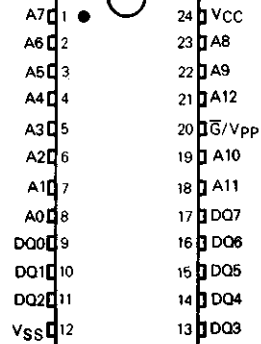 A7 1 24 VCC
A6 2 23 A8
A5 3 22 A9
A4 4 21 A12
A3 5 20 G̅/VPP
A2 6 19 A10
A1 7 18 A11
A0 8 17 DQ7
DQ0 9 16 DQ6
DQ1 10 15 DQ5
DQ2 11 14 DQ4
VSS 12 13 DQ3